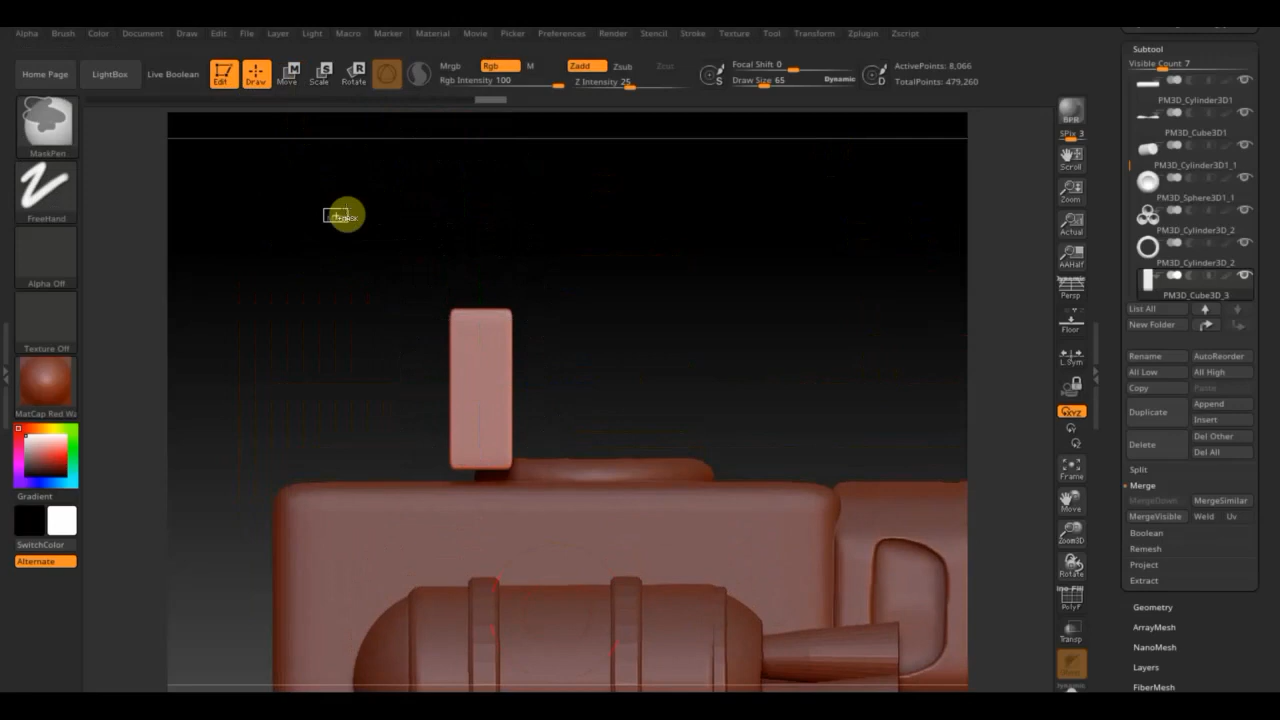 Alpha Brush Color Document Draw Edit File Layer Light Macro Marker Material Movie Picker Preferences Render Stencil Stroke Texture Tool Transform Zplugin Zscript
Home Page LightBox Live Boolean Edit Draw Move Scale Rotate
Mrgb Rgb M
Rgb Intensity 100
Zadd Zsub Zcut
Z Intensity 25
S
Focal Shift 0
Draw Size 65 Dynamic
D
ActivePoints: 8,066
TotalPoints: 479,260
MaskPen
FreeHand
Alpha Off
Texture Off
MatCap Red Wa
Gradient
SwitchColor
Alternate
BPR
SPix 3
Scroll
Zoom
Actual
AAHalf
Dynamic
Persp
Floor
L.Sym
Frame
Move
Zoom3D
Rotate
PolyF
Transp
Subtool
Visible Count 7
PM3D_Cylinder3D1
PM3D_Cube3D1
PM3D_Cylinder3D1_1
PM3D_Sphere3D1_1
PM3D_Cylinder3D_2
PM3D_Cylinder3D_2
PM3D_Cube3D_3
List All
New Folder
Rename AutoReorder
All Low All High
Copy Paste
Duplicate Append
Insert
Delete Del Other
Del All
Split
Merge
MergeDown MergeSimilar
MergeVisible Weld Uv
Boolean
Remesh
Project
Extract
Geometry
ArrayMesh
NanoMesh
Layers
FiberMesh